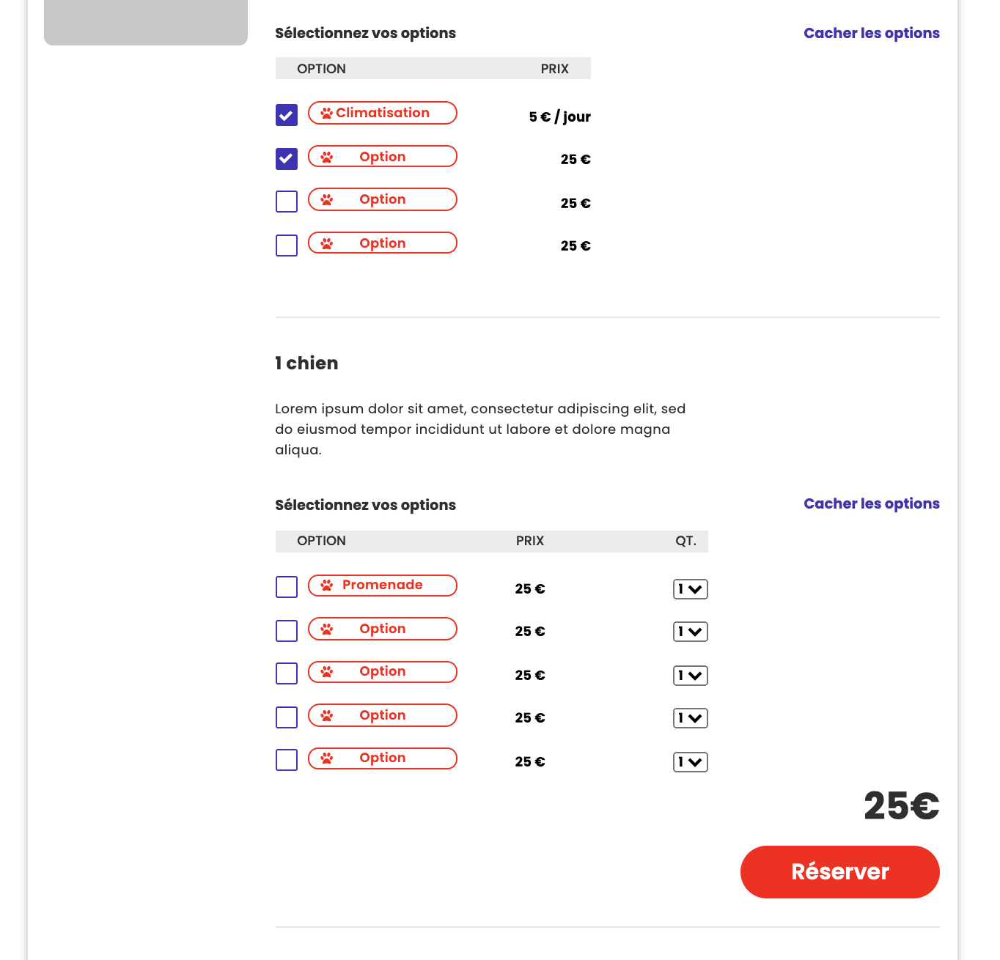 Sélectionnez vos options Cacher les options
OPTION PRIX
Climatisation 5 € / jour
Option 25 €
Option 25 €
Option 25 €
1 chien
Lorem ipsum dolor sit amet, consectetur adipiscing elit, sed
do eiusmod tempor incididunt ut labore et dolore magna
aliqua.
Sélectionnez vos options Cacher les options
OPTION PRIX QT.
Promenade 25 € 1
Option 25 € 1
Option 25 € 1
Option 25 € 1
Option 25 € 1
25€
Réserver